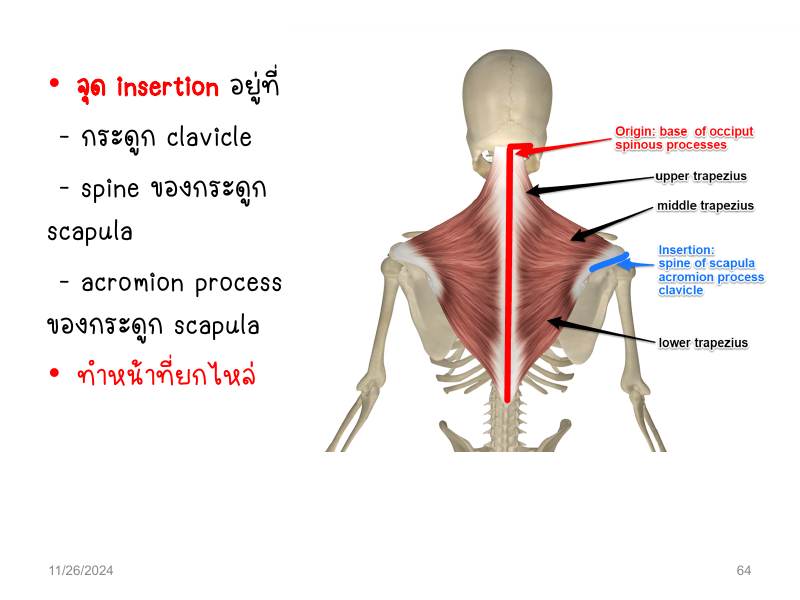 • จุด insertion อยู่ที่
- กระดูก clavicle
- spine ของกระดูก
scapula
- acromion process
ของกระดูก scapula
• ทำหน้าที่ยกไหล่
Origin: base of occiput
spinous processes
upper trapezius
middle trapezius
Insertion:
spine of scapula
acromion process
clavicle
lower trapezius
11/26/2024
64